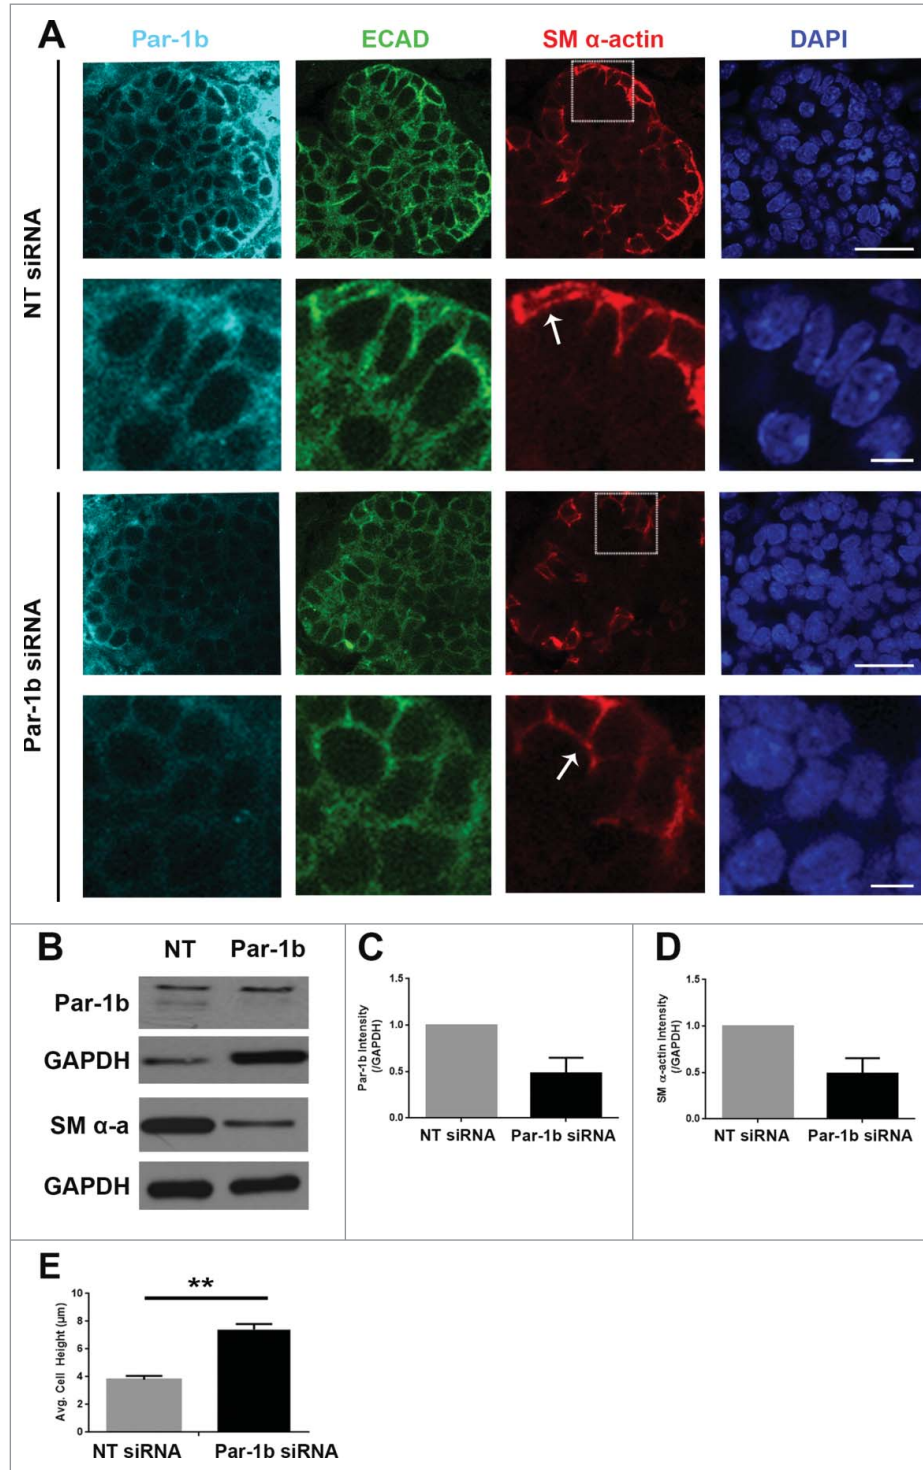 A
Par-1b
ECAD
SM α-actin
DAPI
NT siRNA
Par-1b siRNA
B
NT
Par-1b
Par-1b
GAPDH
SM α-a
GAPDH
C
1.5
1.0
0.5
0.0
Par-1b Intensity
(/GAPDH)
NT siRNA
Par-1b siRNA
D
1.5
1.0
0.5
0.0
SM α-actin Intensity
(/GAPDH)
NT siRNA
Par-1b siRNA
E
**
10
8
6
4
2
0
Avg. Cell Height (μm)
NT siRNA
Par-1b siRNA